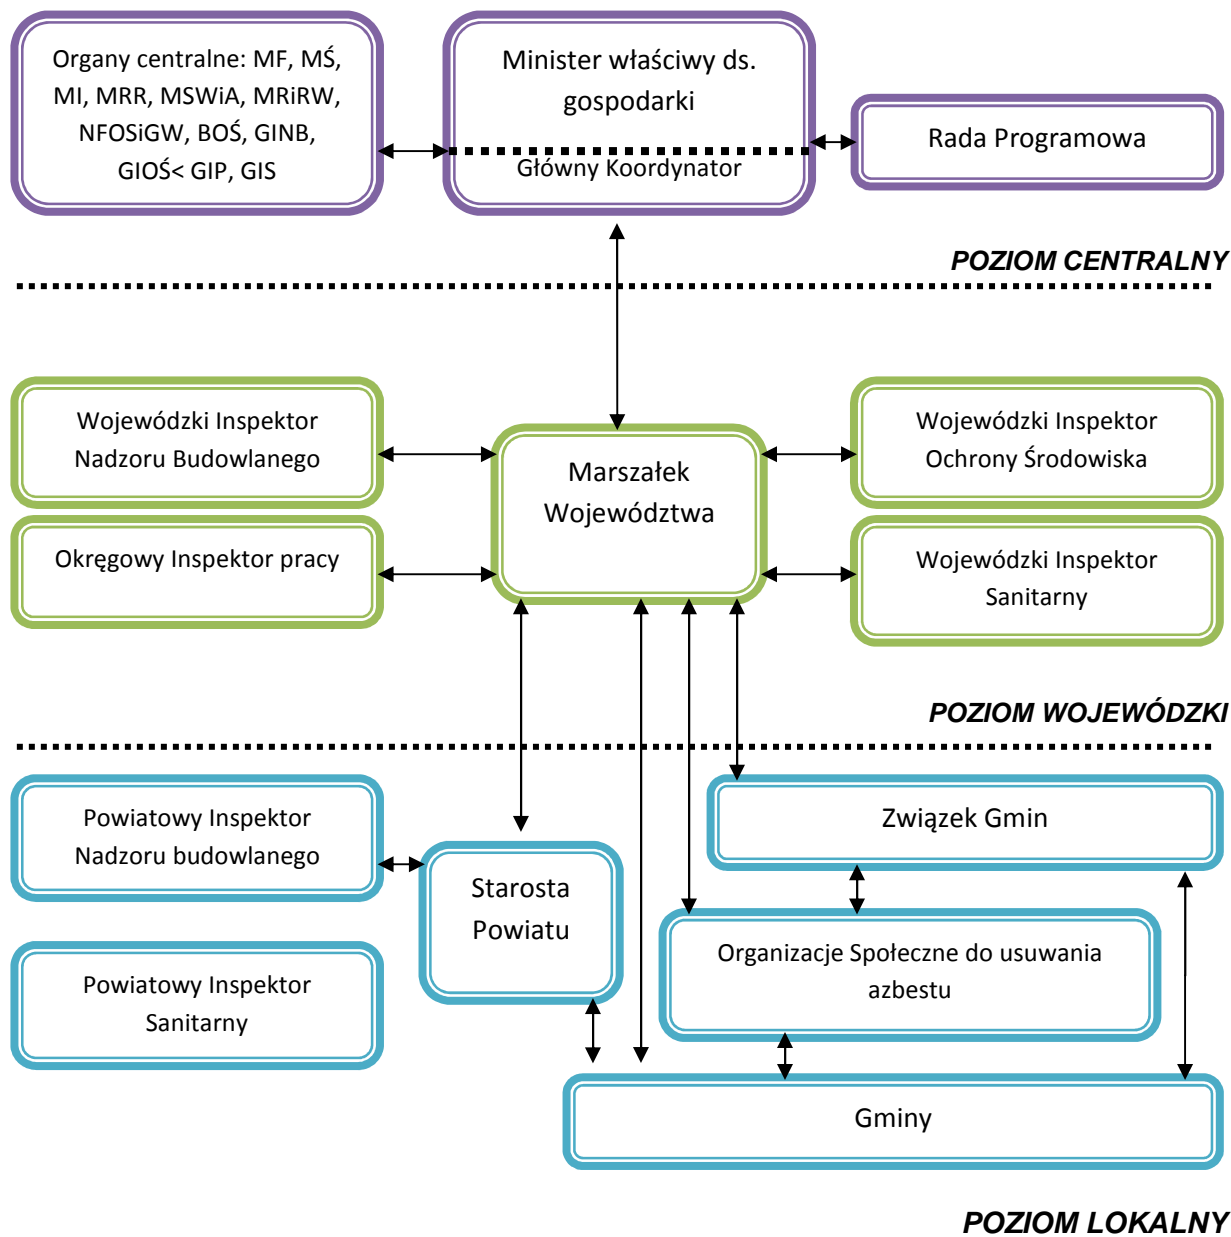 Organy centralne: MF, MŚ,
MI, MRR, MSWiA, MRiRW,
NFOSiGW, BOŚ, GINB,
GIOŚ< GIP, GIS
Minister właściwy ds.
gospodarki
Główny Koordynator
Rada Programowa
POZIOM CENTRALNY
Wojewódzki Inspektor
Nadzoru Budowlanego
Okręgowy Inspektor pracy
Marszałek
Województwa
Wojewódzki Inspektor
Ochrony Środowiska
Wojewódzki Inspektor
Sanitarny
POZIOM WOJEWÓDZKI
Powiatowy Inspektor
Nadzoru budowlanego
Powiatowy Inspektor
Sanitarny
Starosta
Powiatu
Związek Gmin
Organizacje Społeczne do usuwania
azbestu
Gminy
POZIOM LOKALNY